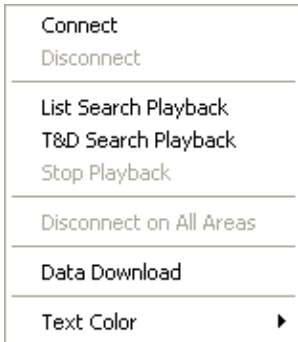 Connect
Disconnect
List Search Playback
T&D Search Playback
Stop Playback
Disconnect on All Areas
Data Download
Text Color